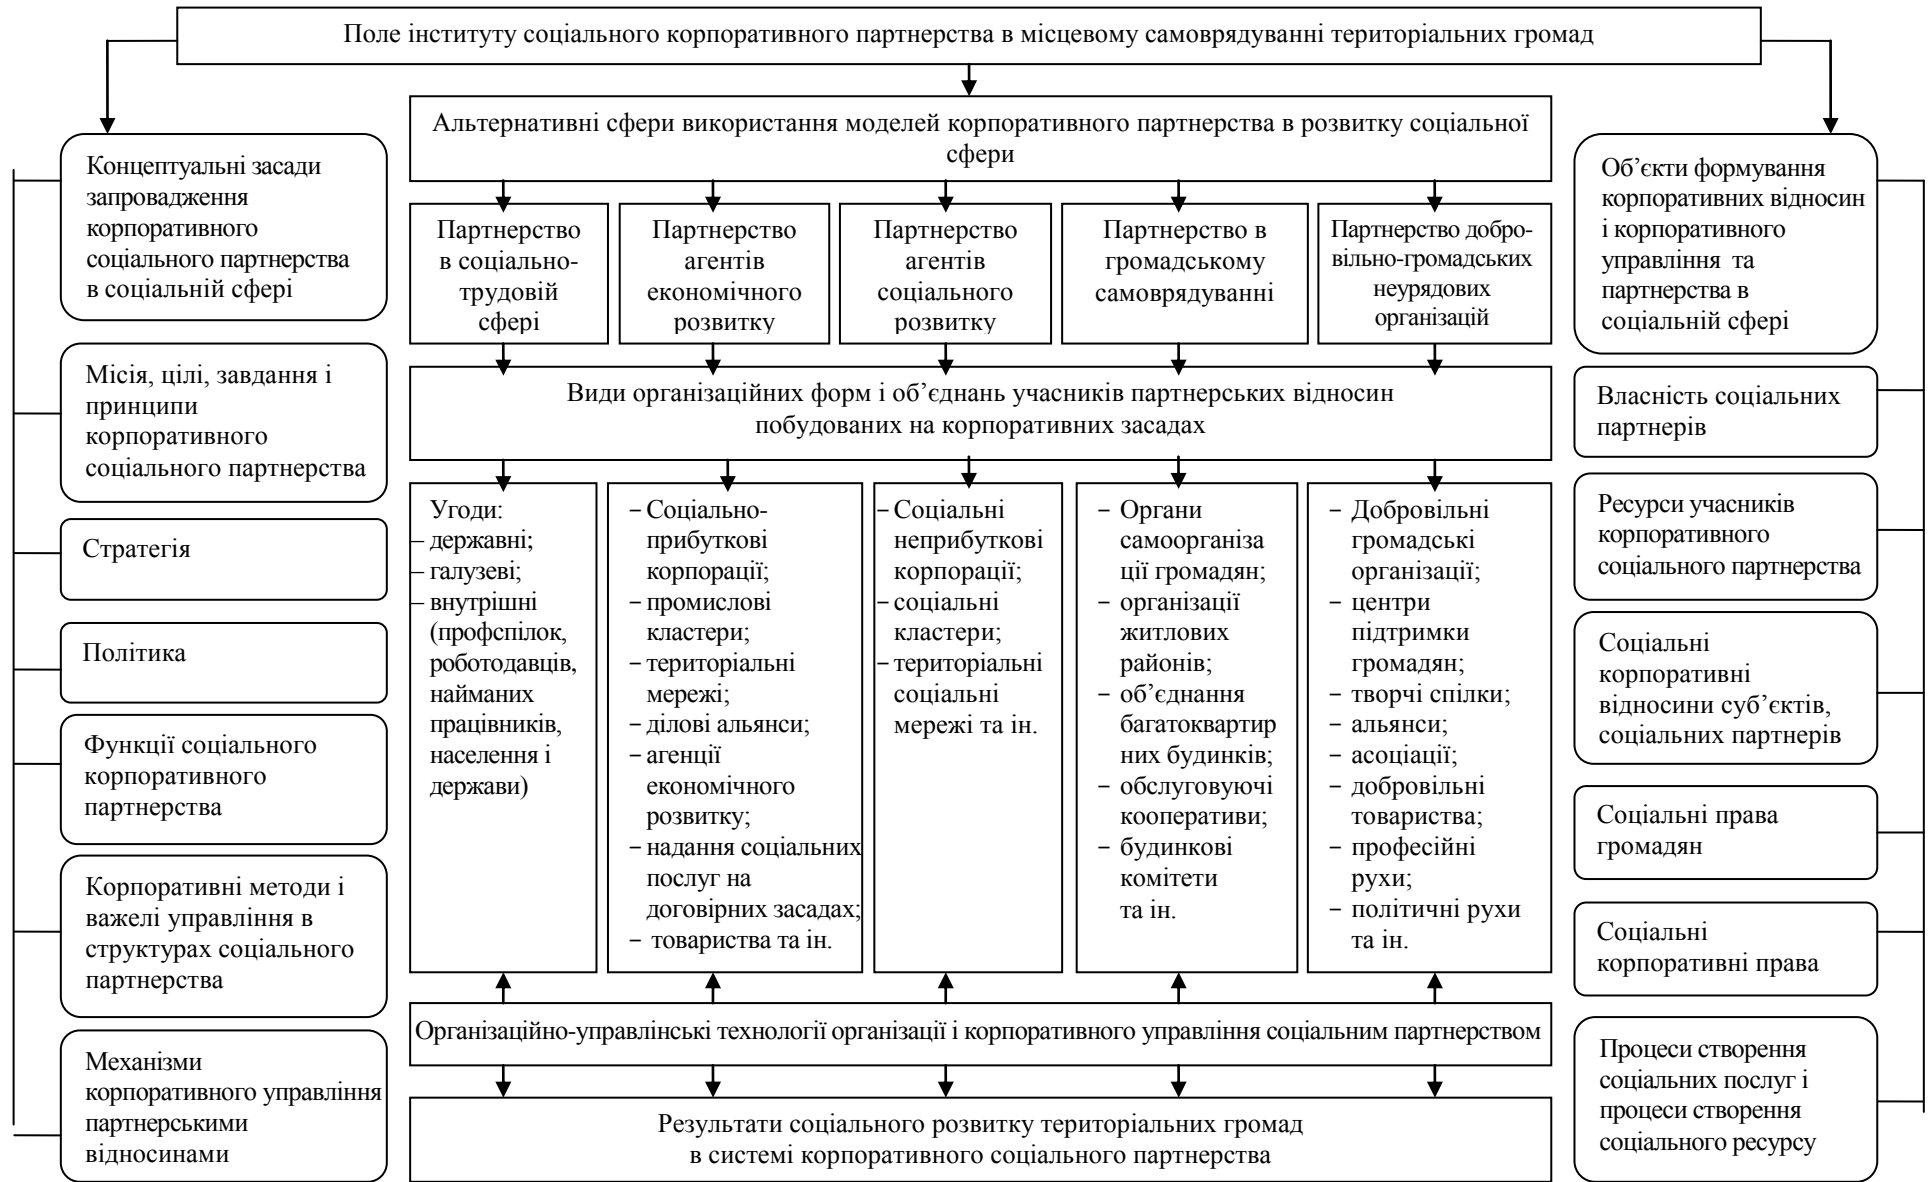 Поле інституту соціального корпоративного партнерства в місцевому самоврядуванні територіальних громад
Альтернативні сфери використання моделей корпоративного партнерства в розвитку соціальної
сфери
Концептуальні засади
запровадження
корпоративного
соціального партнерства
в соціальній сфері
Місія, цілі, завдання і
принципи
корпоративного
соціального партнерства
Стратегія
Політика
Функції соціального
корпоративного
партнерства
Корпоративні методи і
важелі управління в
структурах соціального
партнерства
Механізми
корпоративного управління
партнерськими
відносинами
Партнерство
в соціально-
трудовій
сфері
Партнерство
агентів
економічного
розвитку
Партнерство
агентів
соціального
розвитку
Партнерство в
громадському
самоврядуванні
Партнерство добро-
вільно-громадських
неурядових
організацій
Види організаційних форм і об’єднань учасників партнерських відносин
побудованих на корпоративних засадах
Угоди:
– державні;
– галузеві;
– внутрішні
(профспілок,
роботодавців,
найманих
працівників,
населення і
держави)
– Соціально-
прибуткові
корпорації;
– промислові
кластери;
– територіальні
мережі;
– ділові альянси;
– агенції
економічного
розвитку;
– надання соціальних
послуг на
договірних засадах;
– товариства та ін.
– Соціальні
неприбуткові
корпорації;
– соціальні
кластери;
– територіальні
соціальні
мережі та ін.
– Органи
самоорганіза
ції громадян;
– організації
житлових
районів;
– об’єднання
багатоквартир
них будинків;
– обслуговуючі
кооперативи;
– будинкові
комітети
та ін.
– Добровільні
громадські
організації;
– центри
підтримки
громадян;
– творчі спілки;
– альянси;
– асоціації;
– добровільні
товариства;
– професійні
рухи;
– політичні рухи
та ін.
Організаційно-управлінські технології організації і корпоративного управління соціальним партнерством
Результати соціального розвитку територіальних громад
в системі корпоративного соціального партнерства
Об’єкти формування
корпоративних відносин
і корпоративного
управління та
партнерства в
соціальній сфері
Власність соціальних
партнерів
Ресурси учасників
корпоративного
соціального партнерства
Соціальні
корпоративні
відносини суб’єктів,
соціальних партнерів
Соціальні права
громадян
Соціальні
корпоративні права
Процеси створення
соціальних послуг і
процеси створення
соціального ресурсу